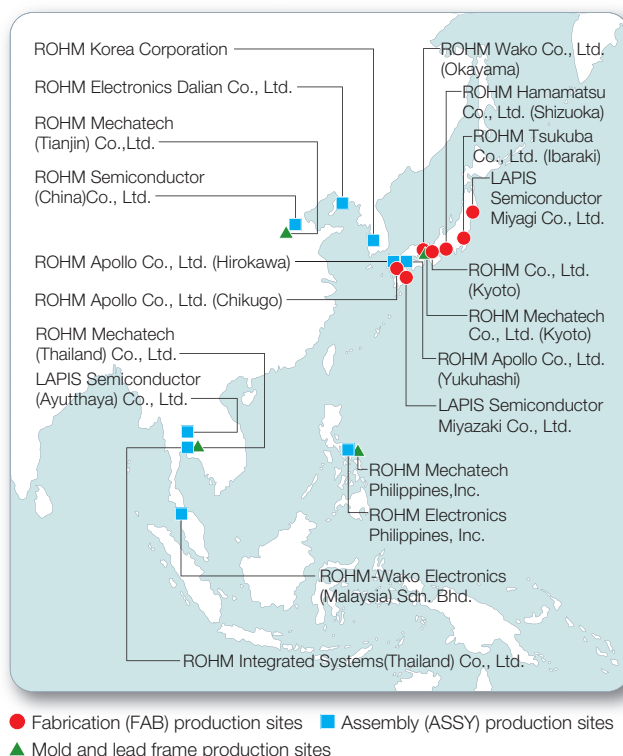 ROHM Korea Corporation
ROHM Electronics Dalian Co., Ltd.
ROHM Mechatech
(Tianjin) Co.,Ltd.
ROHM Semiconductor
(China)Co., Ltd.
ROHM Apollo Co., Ltd. (Hirokawa)
ROHM Apollo Co., Ltd. (Chikugo)
ROHM Mechatech
(Thailand) Co., Ltd.
LAPIS Semiconductor
(Ayutthaya) Co., Ltd.
ROHM Wako Co., Ltd.
(Okayama)
ROHM Hamamatsu
Co., Ltd. (Shizuoka)
ROHM Tsukuba
Co., Ltd. (Ibaraki)
LAPIS
Semiconductor
Miyagi Co., Ltd.
ROHM Co., Ltd.
(Kyoto)
ROHM Mechatech
Co., Ltd. (Kyoto)
ROHM Apollo Co., Ltd.
(Yukuhashi)
LAPIS Semiconductor
Miyazaki Co., Ltd.
ROHM Mechatech
Philippines,Inc.
ROHM Electronics
Philippines, Inc.
ROHM-Wako Electronics
(Malaysia) Sdn. Bhd.
ROHM Integrated Systems(Thailand) Co., Ltd.
Fabrication (FAB) production sites
Assembly (ASSY) production sites
Mold and lead frame production sites